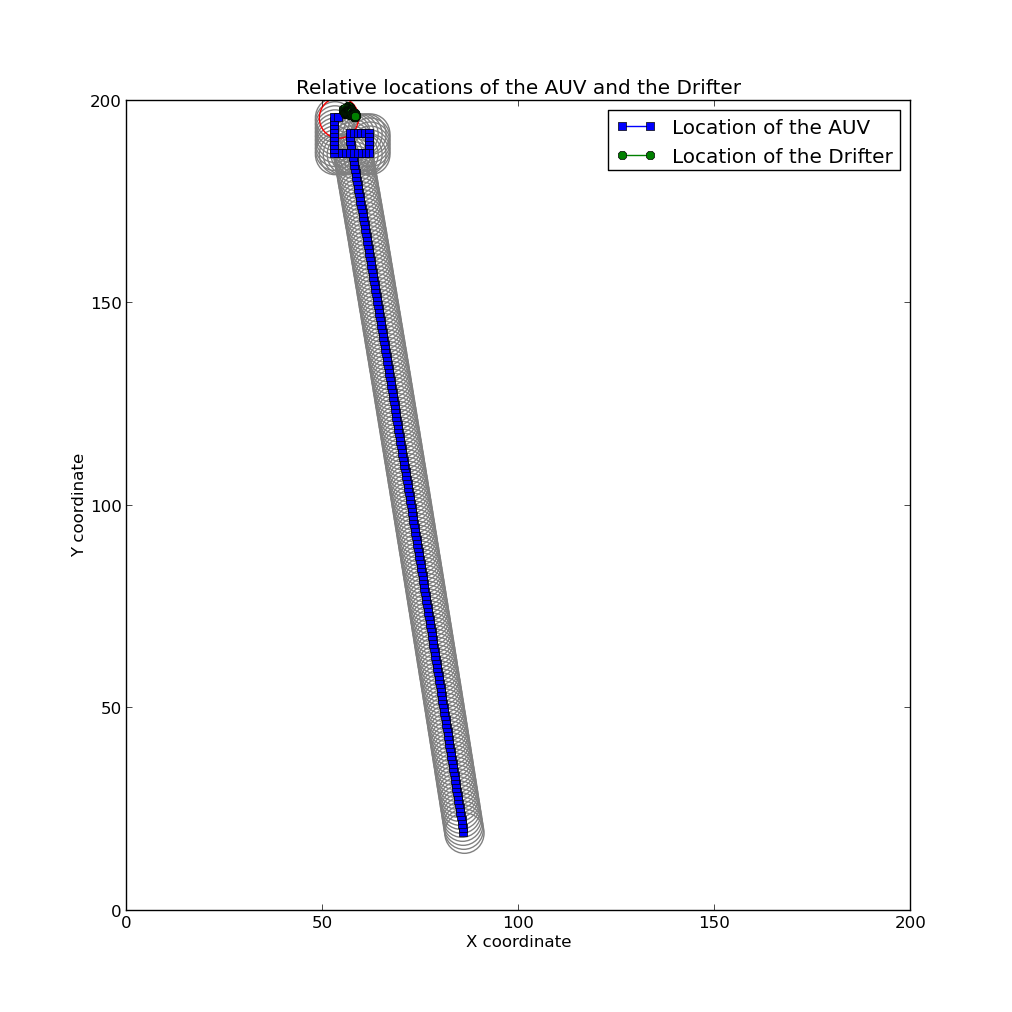 Relative locations of the AUV and the Drifter
200
Location of the AUV
Location of the Drifter
150
100
50
0
Y coordinate
0 50 100 150 200
X coordinate